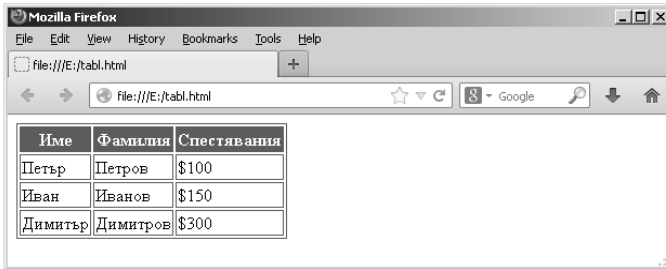 Mozilla Firefox
File Edit View History Bookmarks Tools Help
file:///E:/tabl.html +
file:///E:/tabl.html 8 Google
Име Фамилия Спестявания
Петър Петров $100
Иван Иванов $150
Димитър Димитров $300